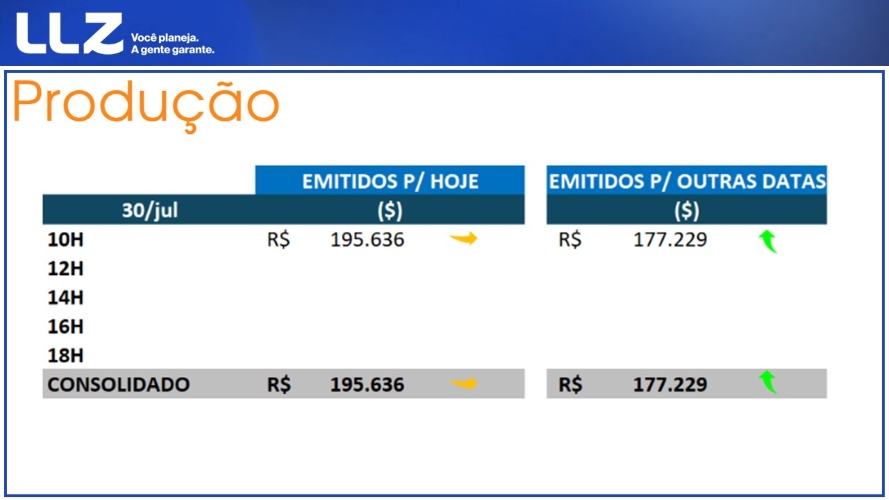 LLZ
Você planeja.
A gente garante.
Produção
EMITIDOS P/ HOJE EMITIDOS P/ OUTRAS DATAS
30/jul ($) ($)
10H R$ 195.636 R$ 177.229
12H
14H
16H
18H
CONSOLIDADO R$ 195.636 R$ 177.229